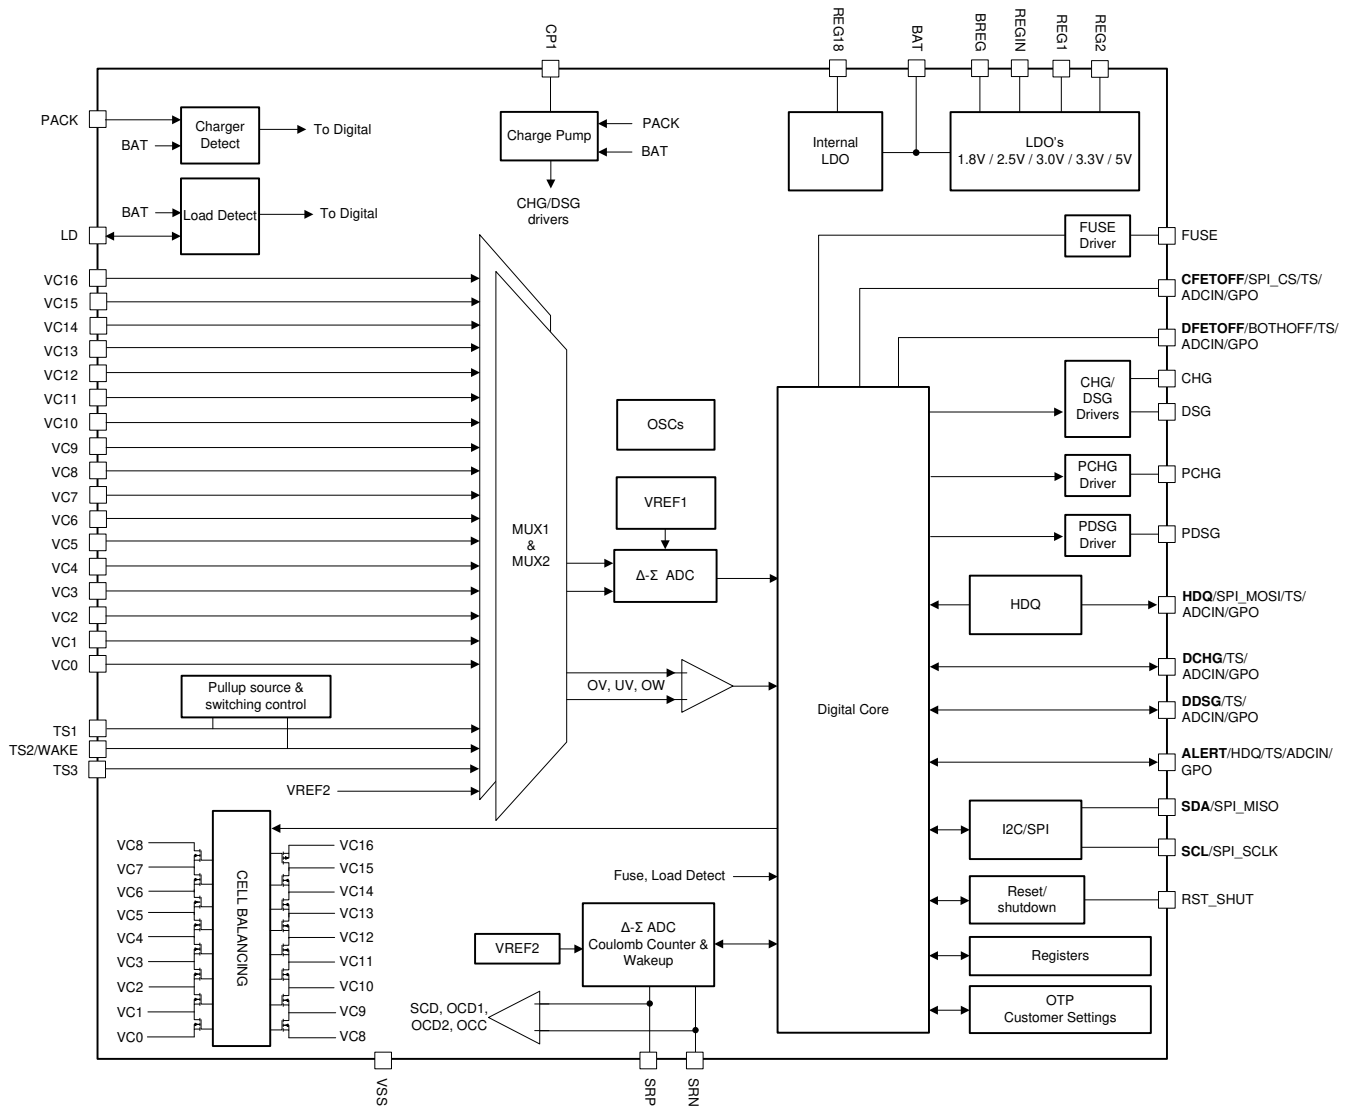 CP1
REG18
BAT
BREG
REGIN
REG1
REG2
PACK
BAT
Charger
Detect
To Digital
BAT
LD
Load Detect
To Digital
Charge Pump
PACK
BAT
CHG/DSG
drivers
Internal
LDO
LDO's
1.8V / 2.5V / 3.0V / 3.3V / 5V
VC16
VC15
VC14
VC13
VC12
VC11
VC10
VC9
VC8
VC7
VC6
VC5
VC4
VC3
VC2
VC1
VC0
Pullup source &
switching control
TS1
TS2/WAKE
TS3
VREF2
MUX1
&
MUX2
OSCs
VREF1
Δ-Σ ADC
OV, UV, OW
Digital Core
FUSE
Driver
FUSE
CFETOFF/SPI_CS/TS/
ADCIN/GPO
DFETOFF/BOTHOFF/TS/
ADCIN/GPO
CHG/
DSG
Drivers
CHG
DSG
PCHG
Driver
PCHG
PDSG
Driver
PDSG
HDQ
HDQ/SPI_MOSI/TS/
ADCIN/GPO
DCHG/TS/
ADCIN/GPO
DDSG/TS/
ADCIN/GPO
ALERT/HDQ/TS/ADCIN/
GPO
I2C/SPI
SDA/SPI_MISO
SCL/SPI_SCLK
Reset/
shutdown
RST_SHUT
Registers
OTP
Customer Settings
VC8
VC7
VC6
VC5
VC4
VC3
VC2
VC1
VC0
CELL BALANCING
VC16
VC15
VC14
VC13
VC12
VC11
VC10
VC9
VC8
Fuse, Load Detect
VREF2
Δ-Σ ADC
Coulomb Counter &
Wakeup
SCD, OCD1,
OCD2, OCC
VSS
SRP
SRN